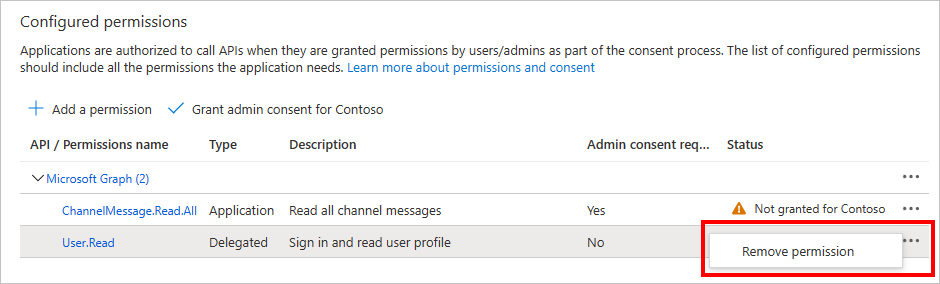 Configured permissions
Applications are authorized to call APIs when they are granted permissions by users/admins as part of the consent process. The list of configured permissions
should include all the permissions the application needs. Learn more about permissions and consent
Add a permission Grant admin consent for Contoso
API / Permissions name Type Description Admin consent req... Status
Microsoft Graph (2) ...
ChannelMessage.Read.All Application Read all channel messages Yes Not granted for Contoso ...
User.Read Delegated Sign in and read user profile No ...
Remove permission